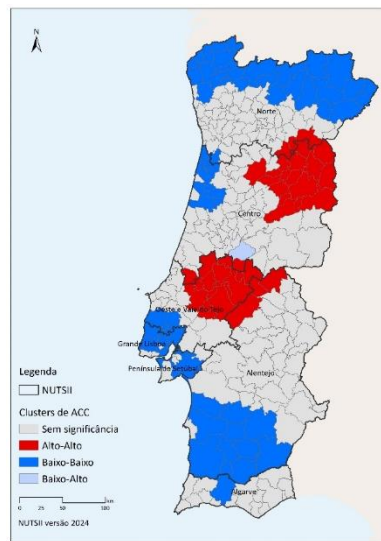 N
Norte
Centro
Oeste e Vale do Tejo
Grande Lisboa
Península de Setúbal
Alentejo
Algarve
Legenda
NUTSII
Clusters de ACC
Sem significância
Alto-Alto
Baixo-Baixo
Baixo-Alto
0 25 50 100
km
NUTSII versão 2024